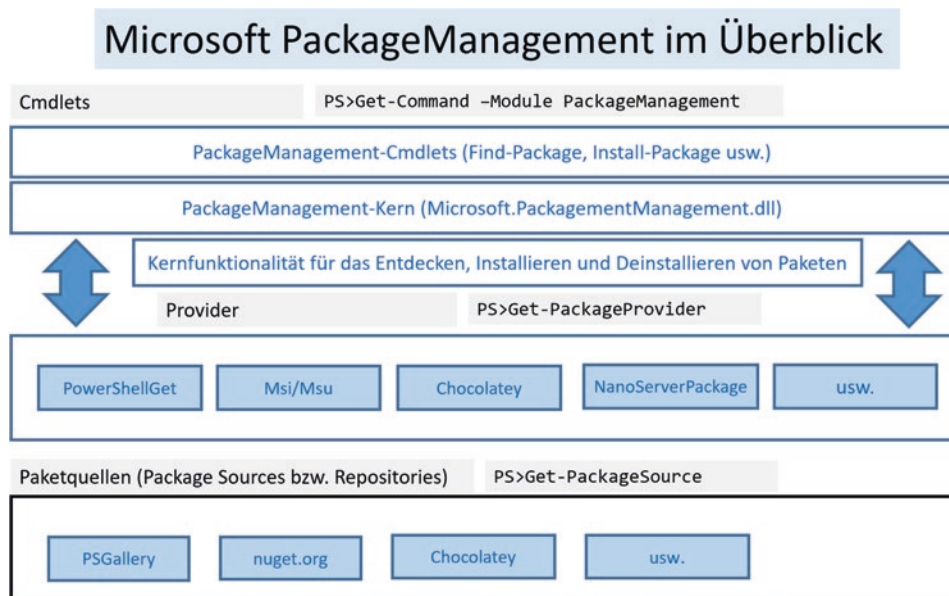 Microsoft PackageManagement im Überblick
Cmdlets
PS>Get-Command –Module PackageManagement
PackageManagement-Cmdlets (Find-Package, Install-Package usw.)
PackageManagement-Kern (Microsoft.PackagementManagement.dll)
Kernfunktionalität für das Entdecken, Installieren und Deinstallieren von Paketen
Provider
PS>Get-PackageProvider
PowerShellGet
Msi/Msu
Chocolatey
NanoServerPackage
usw.
Paketquellen (Package Sources bzw. Repositories)
PS>Get-PackageSource
PSGallery
nuget.org
Chocolatey
usw.